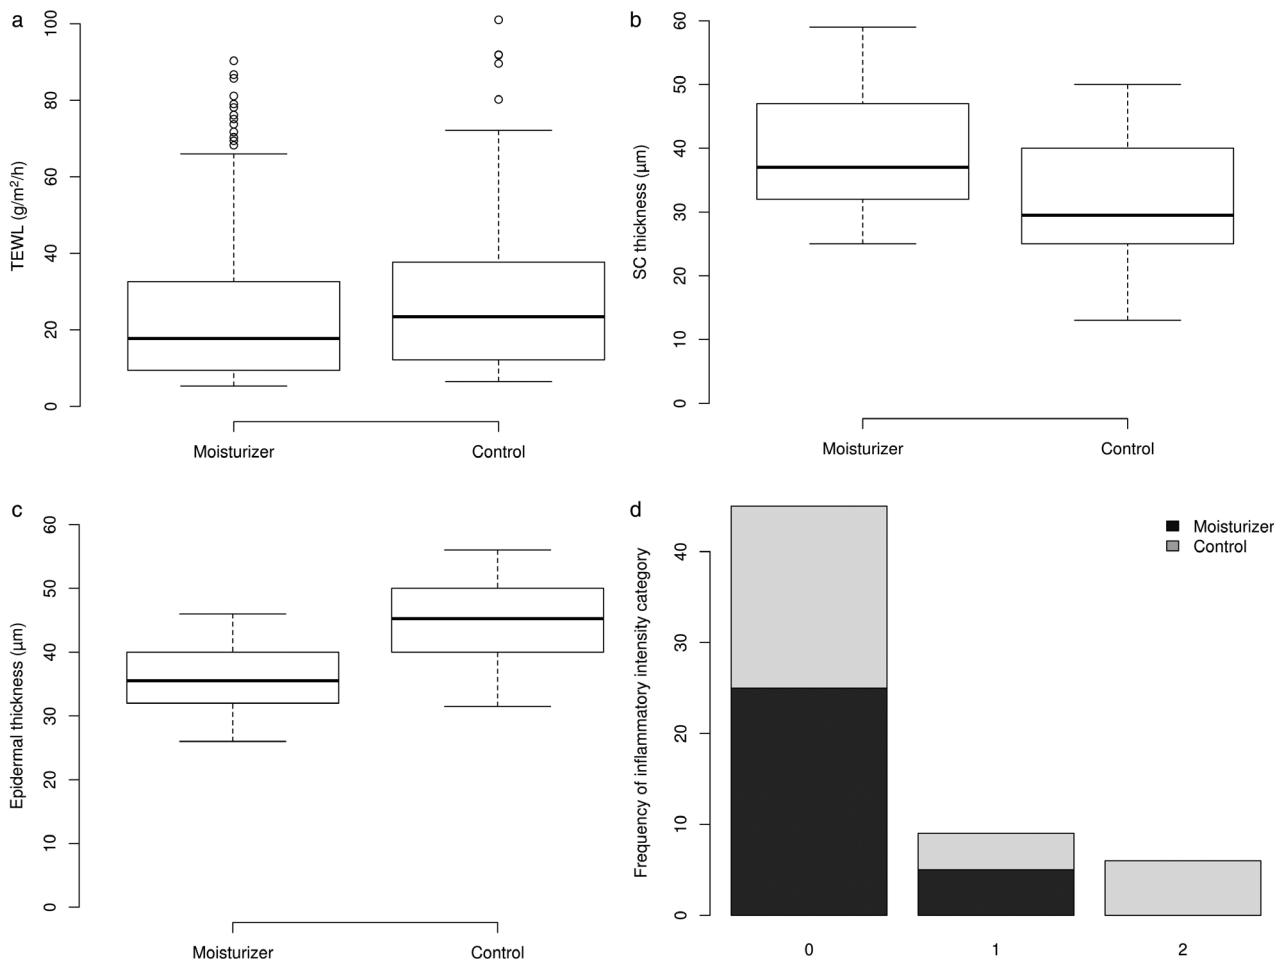 a
TEWL (g/m²/h)
0 20 40 60 80 100
Moisturizer Control
b
SC thickness (µm)
0 10 20 30 40 50 60
Moisturizer Control
c
Epidermal thickness (µm)
0 10 20 30 40 50 60
Moisturizer Control
d
Frequency of inflammatory intensity category
0 10 20 30 40
Moisturizer
Control
0 1 2